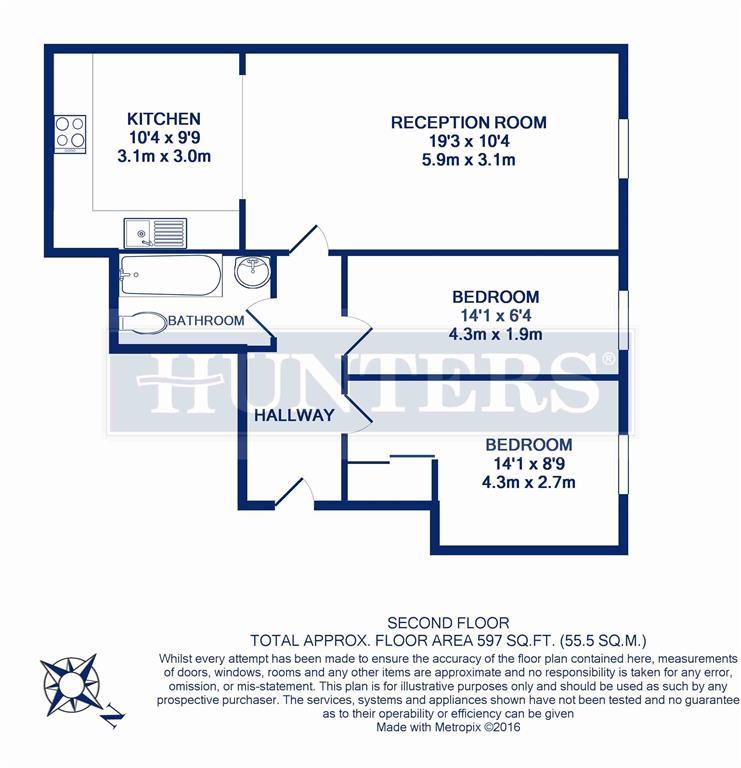 KITCHEN
10'4 x 9'9
3.1m x 3.0m
RECEPTION ROOM
19'3 x 10'4
5.9m x 3.1m
BATHROOM
BEDROOM
14'1 x 6'4
4.3m x 1.9m
HUNTERS®
HALLWAY
BEDROOM
14'1 x 8'9
4.3m x 2.7m
SECOND FLOOR
TOTAL APPROX. FLOOR AREA 597 SQ.FT. (55.5 SQ.M.)
Whilst every attempt has been made to ensure the accuracy of the floor plan contained here, measurements
of doors, windows, rooms and any other items are approximate and no responsibility is taken for any error,
omission, or mis-statement. This plan is for illustrative purposes only and should be used as such by any
prospective purchaser. The services, systems and appliances shown have not been tested and no guarantee
as to their operability or efficiency can be given
Made with Metropix ©2016
N